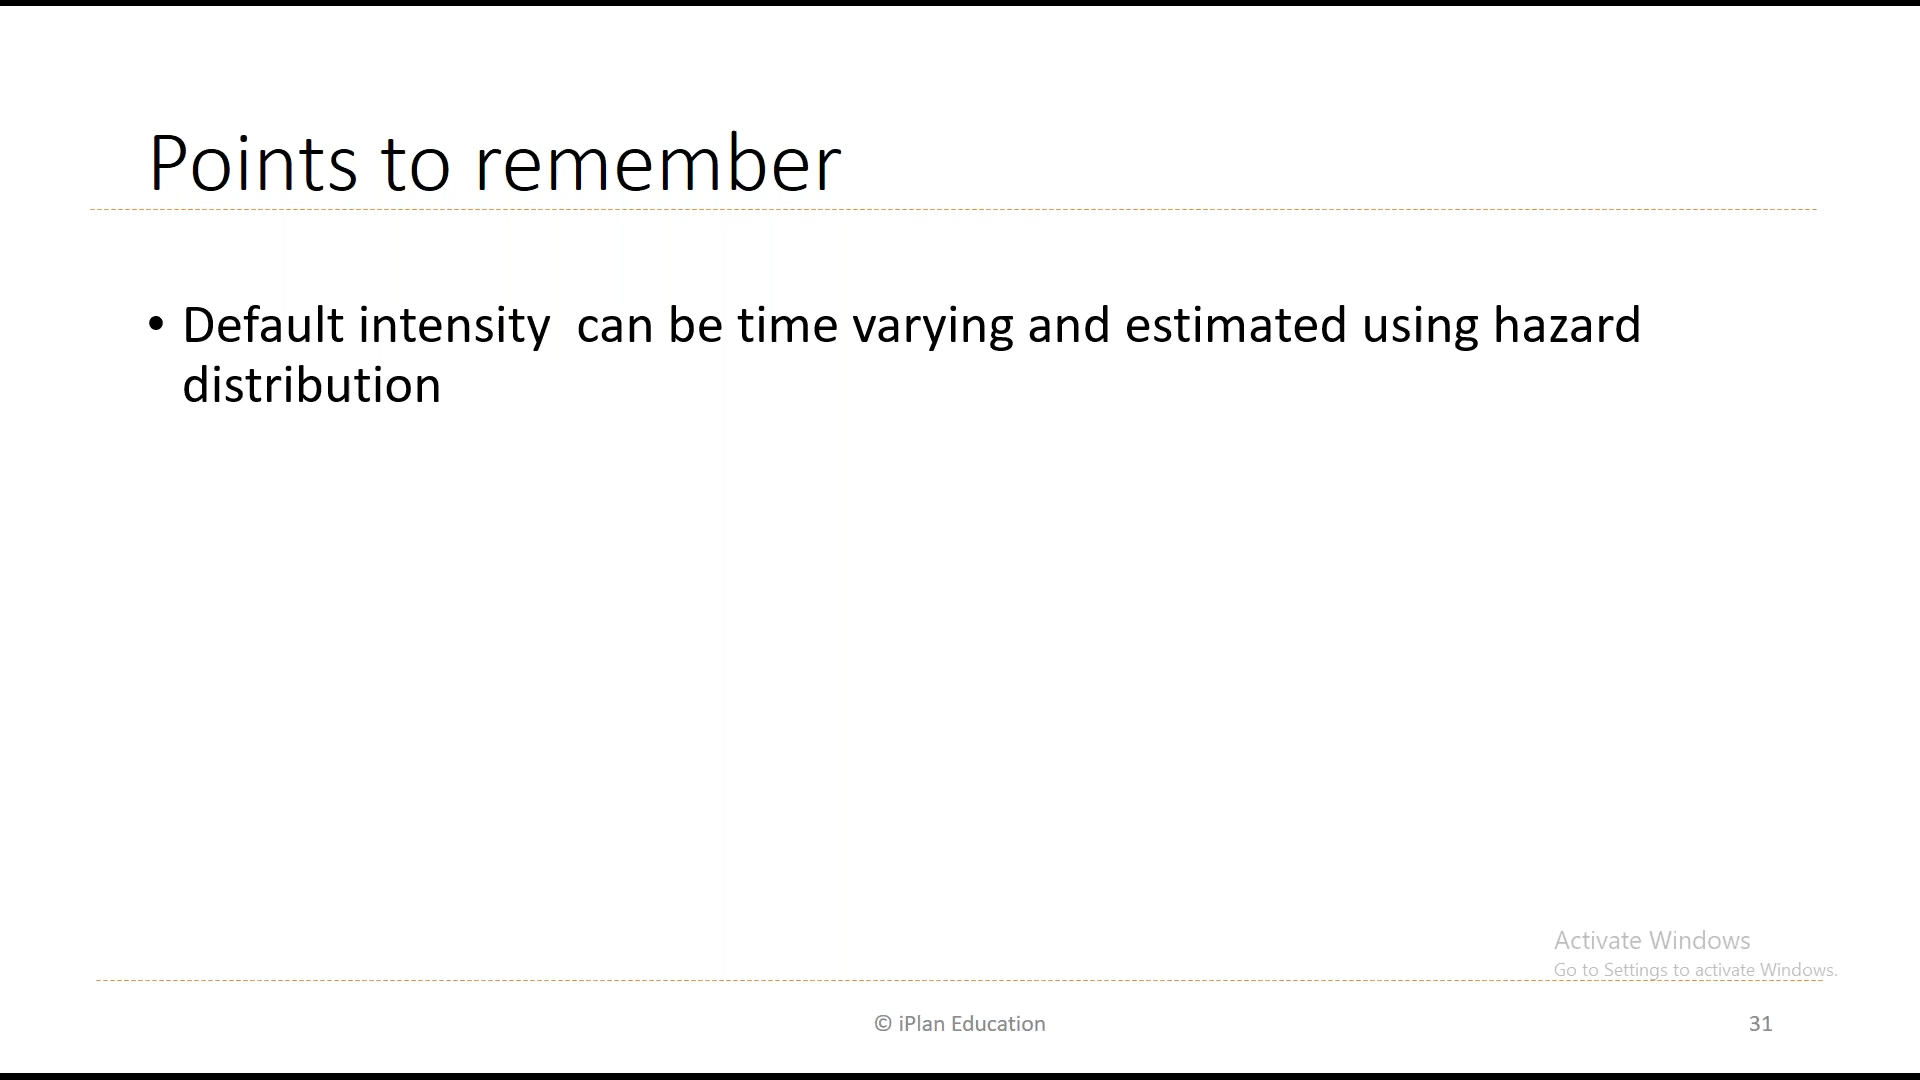 Points to remember
• Default intensity  can be time varying and estimated using hazard
distribution
Activate Windows
Go to Settings to activate Windows.
© iPlan Education
31